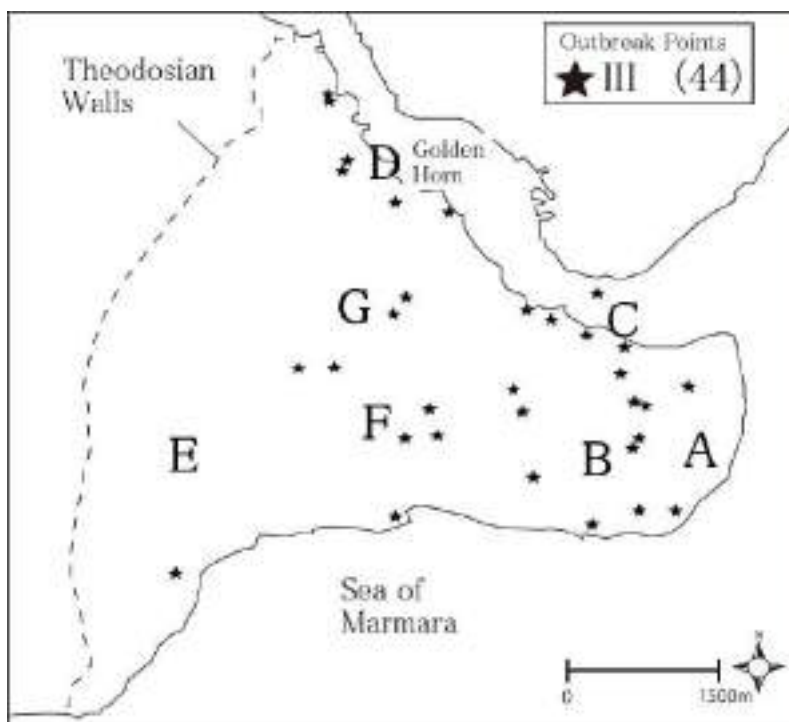 Outbreak Points
★III (44)
Theodosian
Walls
D
Golden
Horn
G
C
F
E
B
A
Sea of
Marmara
N
0
1500m